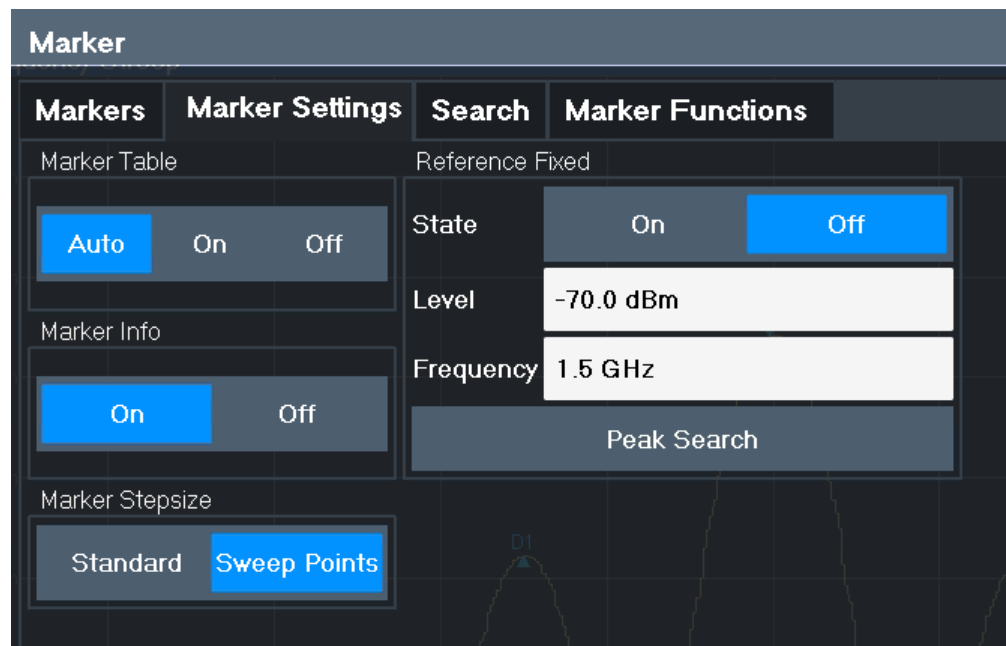 Marker
Markers Marker Settings Search Marker Functions
Marker Table
Auto On Off
Marker Info
On Off
Marker Stepsize
Standard Sweep Points
Reference Fixed
State On Off
Level -70.0 dBm
Frequency 1.5 GHz
Peak Search
D1